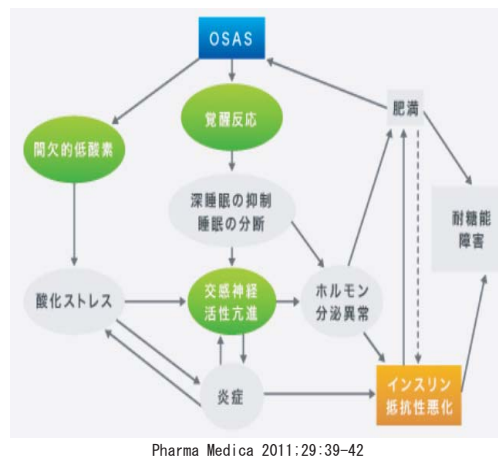 OSAS
覚醒反応
肥満
間欠的低酸素
深睡眠の抑制
睡眠の分断
耐糖能
障害
酸化ストレス
交感神経
活性亢進
ホルモン
分泌異常
炎症
インスリン
抵抗性悪化
Pharma Medica 2011;29:39-42